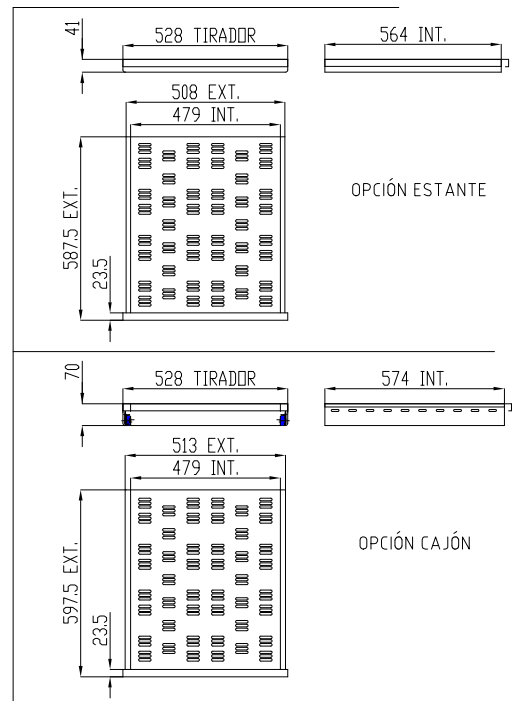 41
528 TIRADOR
564 INT.
508 EXT.
479 INT.
587.5 EXT.
23.5
OPCIÓN ESTANTE
70
528 TIRADOR
574 INT.
513 EXT.
479 INT.
597.5 EXT.
23.5
OPCIÓN CAJÓN